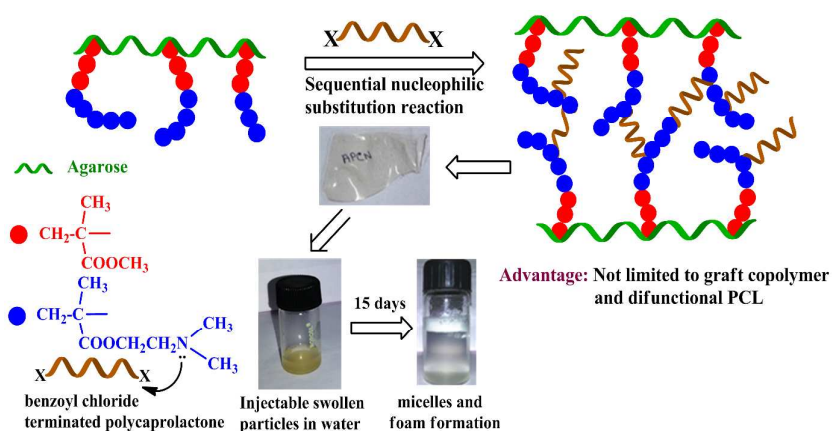 X X
Sequential nucleophilic
substitution reaction
APCN
Agarose
CH₃
CH₂-C—
COOCH₃
CH₃
CH₂-C—
COOCH₂CH₂N
CH₃
CH₃
X X
benzoyl chloride
terminated polycaprolactone
Injectable swollen
particles in water
15 days
micelles and
foam formation
Advantage: Not limited to graft copolymer
and difunctional PCL